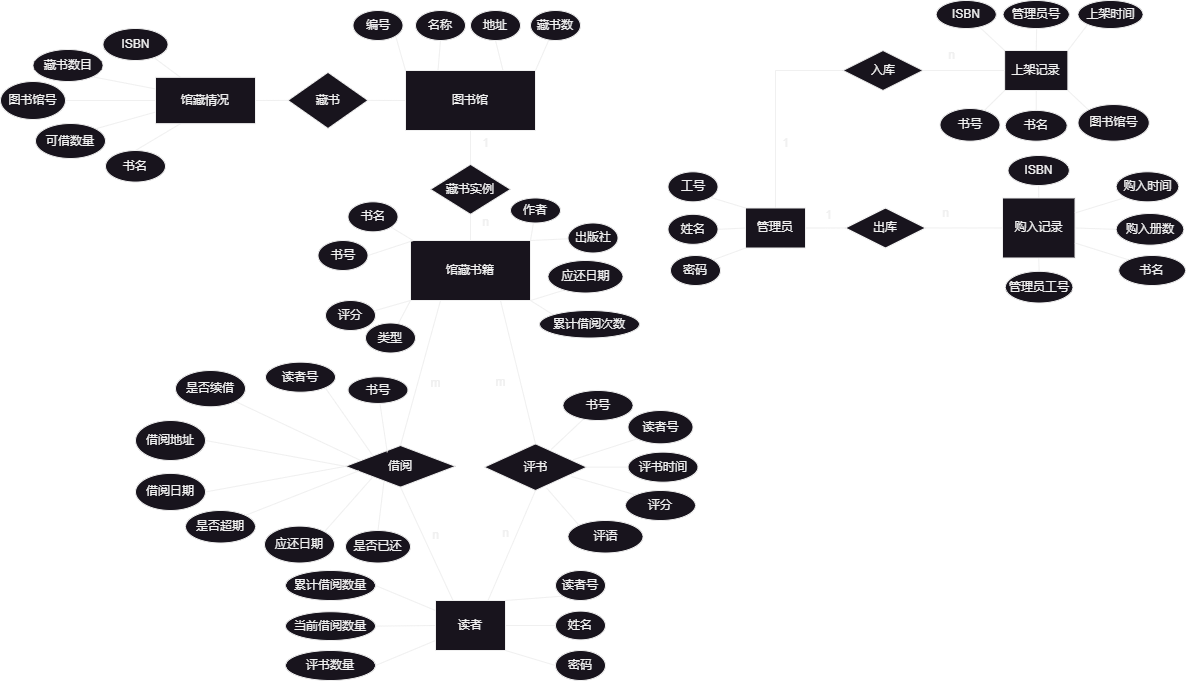 编号
名称
地址
藏书数
ISBN
藏书数目
图书馆号
可借数量
书名
馆藏情况
藏书
图书馆
1
藏书实例
n
书名
书号
作者
出版社
应还日期
累计借阅次数
馆藏书籍
评分
类型
m
m
是否续借
读者号
书号
借阅地址
借阅日期
是否超期
应还日期
是否已还
借阅
评书
书号
读者号
评书时间
评分
评语
n
n
累计借阅数量
当前借阅数量
评书数量
读者
读者号
姓名
密码
ISBN
管理员号
上架时间
入库
n
上架记录
书号
书名
图书馆号
1
工号
姓名
密码
管理员
1
出库
n
ISBN
购入记录
购入时间
购入册数
书名
管理员工号